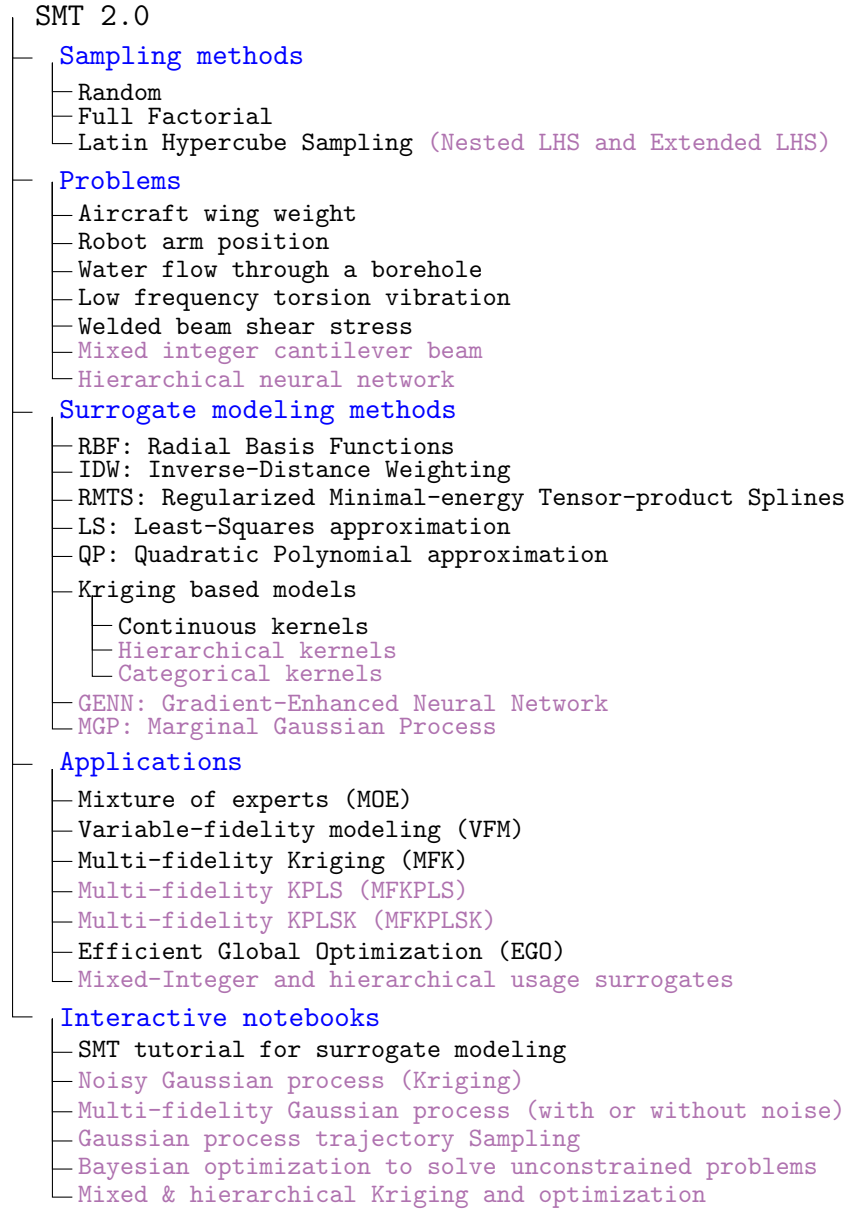 SMT 2.0
Sampling methods
Random
Full Factorial
Latin Hypercube Sampling (Nested LHS and Extended LHS)
Problems
Aircraft wing weight
Robot arm position
Water flow through a borehole
Low frequency torsion vibration
Welded beam shear stress
Mixed integer cantilever beam
Hierarchical neural network
Surrogate modeling methods
RBF: Radial Basis Functions
IDW: Inverse-Distance Weighting
RMTS: Regularized Minimal-energy Tensor-product Splines
LS: Least-Squares approximation
QP: Quadratic Polynomial approximation
Kriging based models
Continuous kernels
Hierarchical kernels
Categorical kernels
GENN: Gradient-Enhanced Neural Network
MGP: Marginal Gaussian Process
Applications
Mixture of experts (MOE)
Variable-fidelity modeling (VFM)
Multi-fidelity Kriging (MFK)
Multi-fidelity KPLS (MFKPLS)
Multi-fidelity KPLSK (MFKPLSK)
Efficient Global Optimization (EGO)
Mixed-Integer and hierarchical usage surrogates
Interactive notebooks
SMT tutorial for surrogate modeling
Noisy Gaussian process (Kriging)
Multi-fidelity Gaussian process (with or without noise)
Gaussian process trajectory Sampling
Bayesian optimization to solve unconstrained problems
Mixed & hierarchical Kriging and optimization